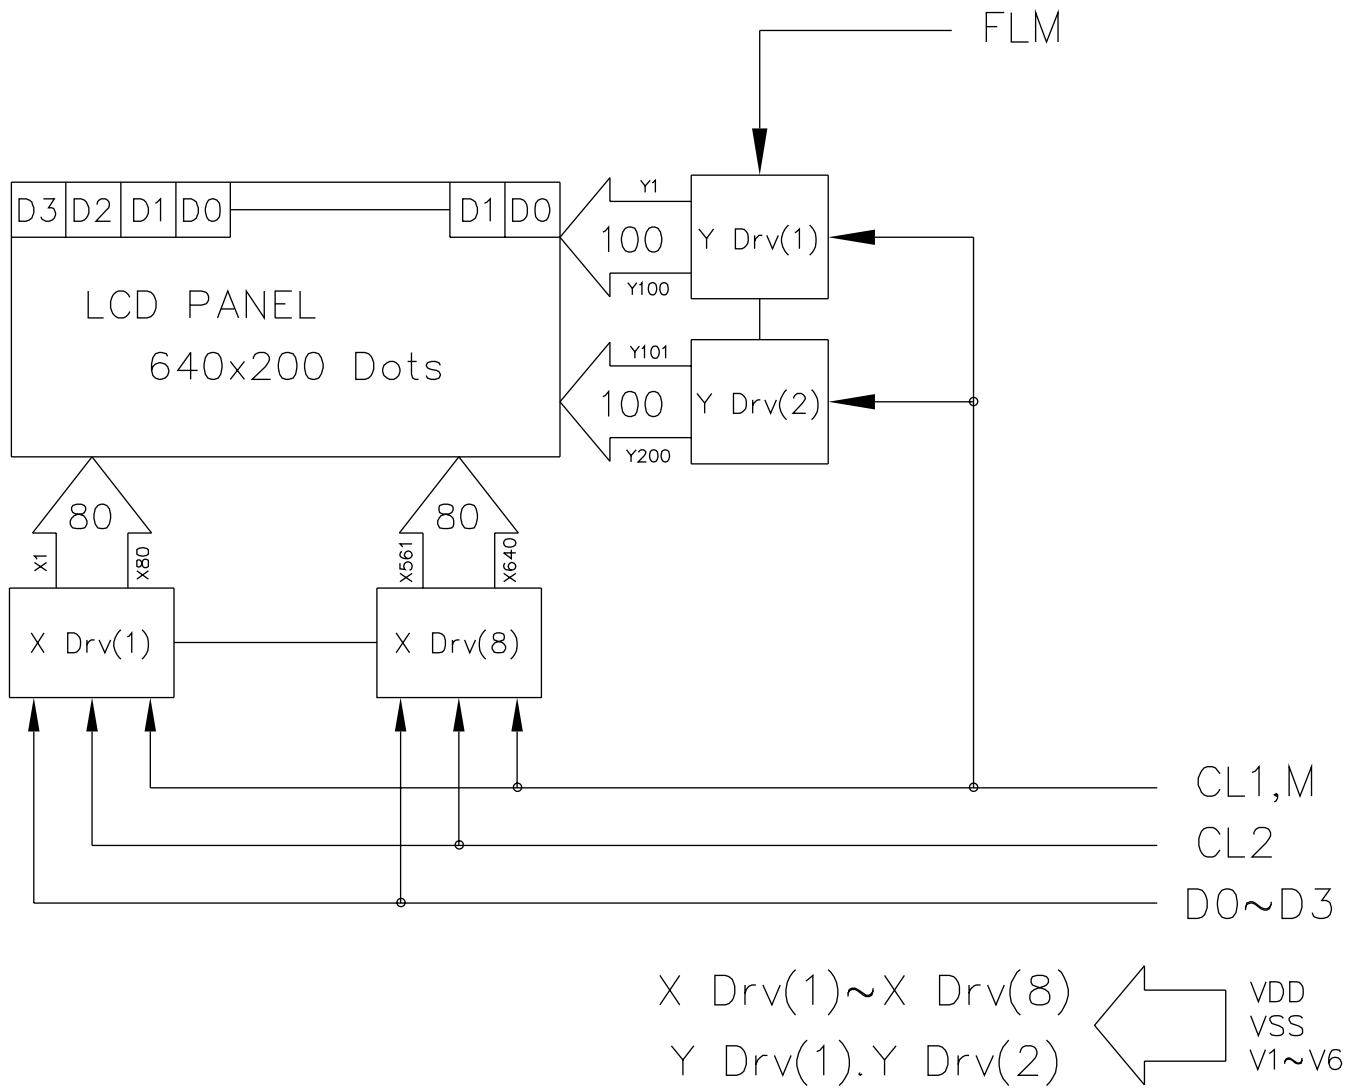 FLM
D3 D2 D1 D0 D1 D0
Y1
100
Y Drv(1)
Y100
LCD PANEL
640x200 Dots
Y101
100
Y Drv(2)
Y200
80
80
X1
X80
X561
X640
X Drv(1)
X Drv(8)
CL1,M
CL2
D0~D3
X Drv(1)~X Drv(8)
Y Drv(1).Y Drv(2)
VDD
VSS
V1~V6